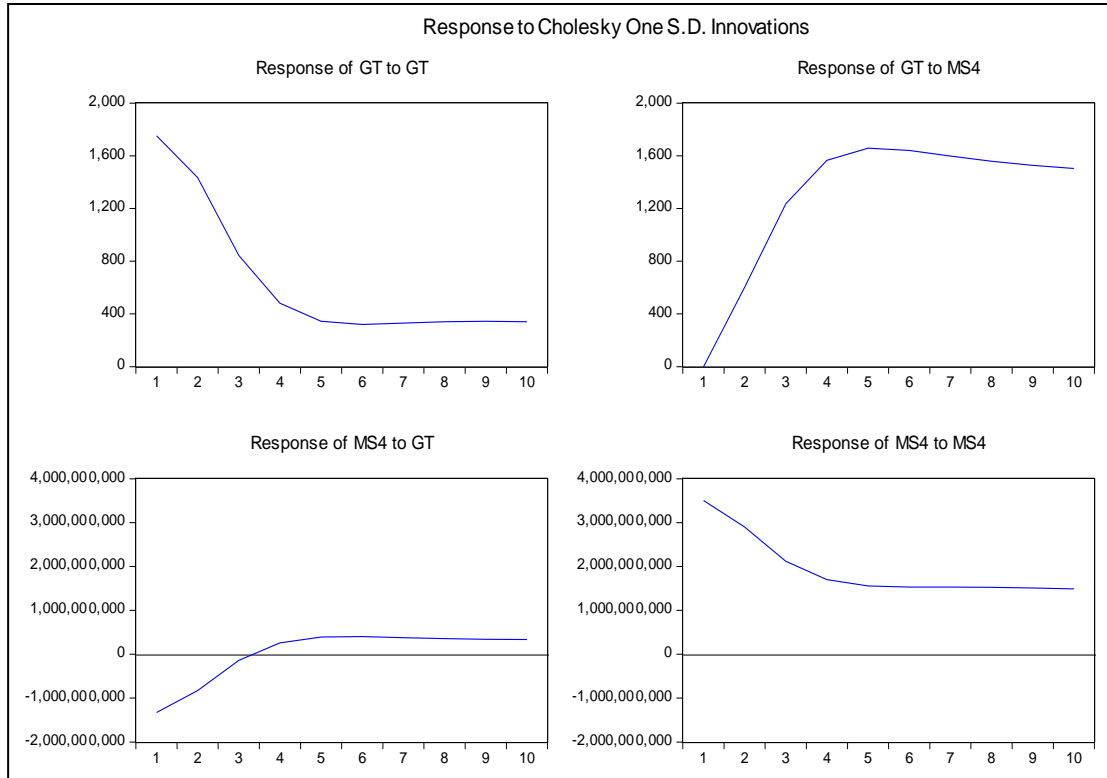 Response to Cholesky One S.D. Innovations
Response of GT to GT
2,000
1,600
1,200
800
400
0
1 2 3 4 5 6 7 8 9 10
Response of GT to MS4
2,000
1,600
1,200
800
400
0
1 2 3 4 5 6 7 8 9 10
Response of MS4 to GT
4,000,000,000
3,000,000,000
2,000,000,000
1,000,000,000
0
-1,000,000,000
-2,000,000,000
1 2 3 4 5 6 7 8 9 10
Response of MS4 to MS4
4,000,000,000
3,000,000,000
2,000,000,000
1,000,000,000
0
-1,000,000,000
-2,000,000,000
1 2 3 4 5 6 7 8 9 10